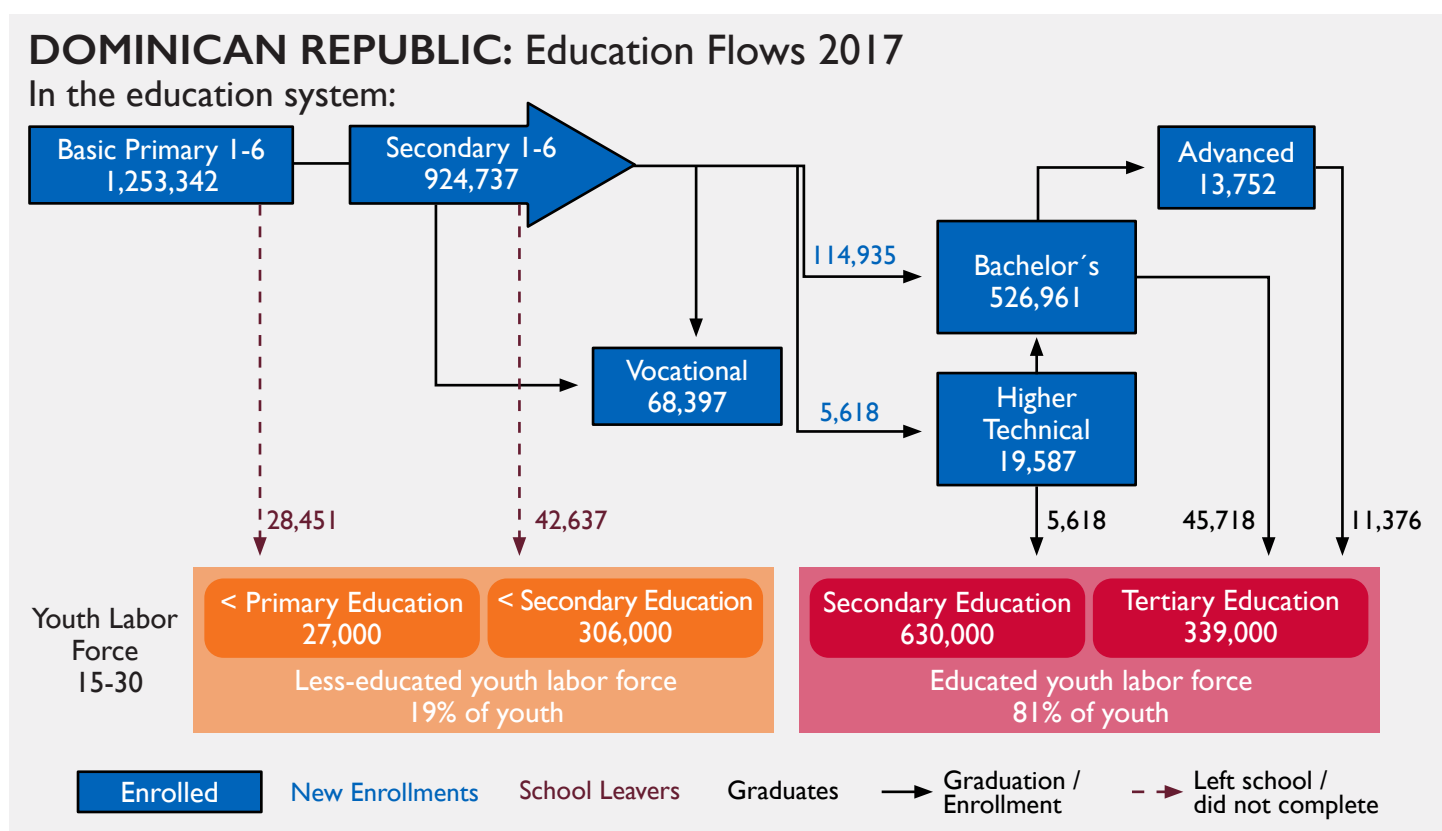 DOMINICAN REPUBLIC: Education Flows 2017
In the education system:
Basic Primary 1-6
1,253,342
Secondary 1-6
924,737
Advanced
13,752
114,935
Bachelor´s
526,961
Vocational
68,397
5,618
Higher
Technical
19,587
28,451
42,637
5,618
45,718
11,376
Youth Labor
Force
15-30
< Primary Education
27,000
< Secondary Education
306,000
Less-educated youth labor force
19% of youth
Secondary Education
630,000
Tertiary Education
339,000
Educated youth labor force
81% of youth
Enrolled
New Enrollments
School Leavers
Graduates
Graduation /
Enrollment
Left school /
did not complete